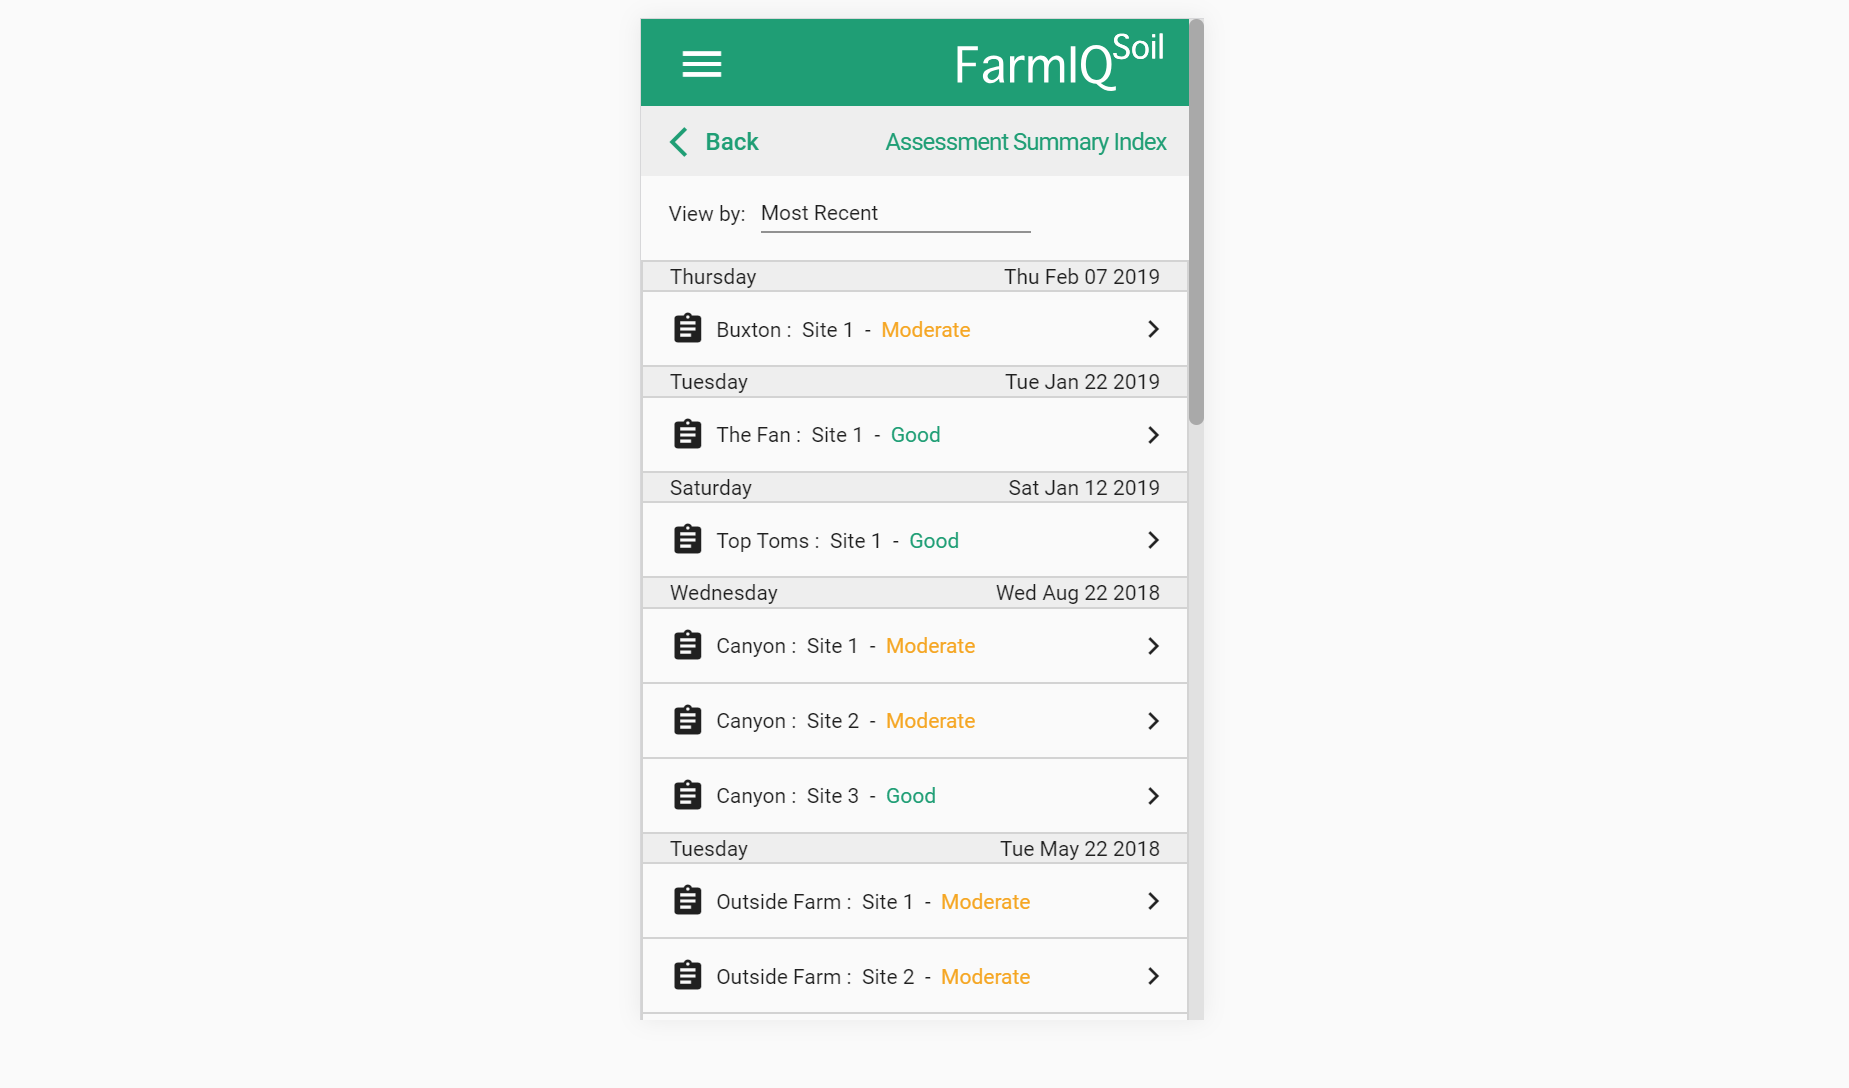 FarmIQ Soil
Back Assessment Summary Index
View by: Most Recent
Thursday Thu Feb 07 2019
Buxton : Site 1 - Moderate
Tuesday Tue Jan 22 2019
The Fan : Site 1 - Good
Saturday Sat Jan 12 2019
Top Toms : Site 1 - Good
Wednesday Wed Aug 22 2018
Canyon : Site 1 - Moderate
Canyon : Site 2 - Moderate
Canyon : Site 3 - Good
Tuesday Tue May 22 2018
Outside Farm : Site 1 - Moderate
Outside Farm : Site 2 - Moderate